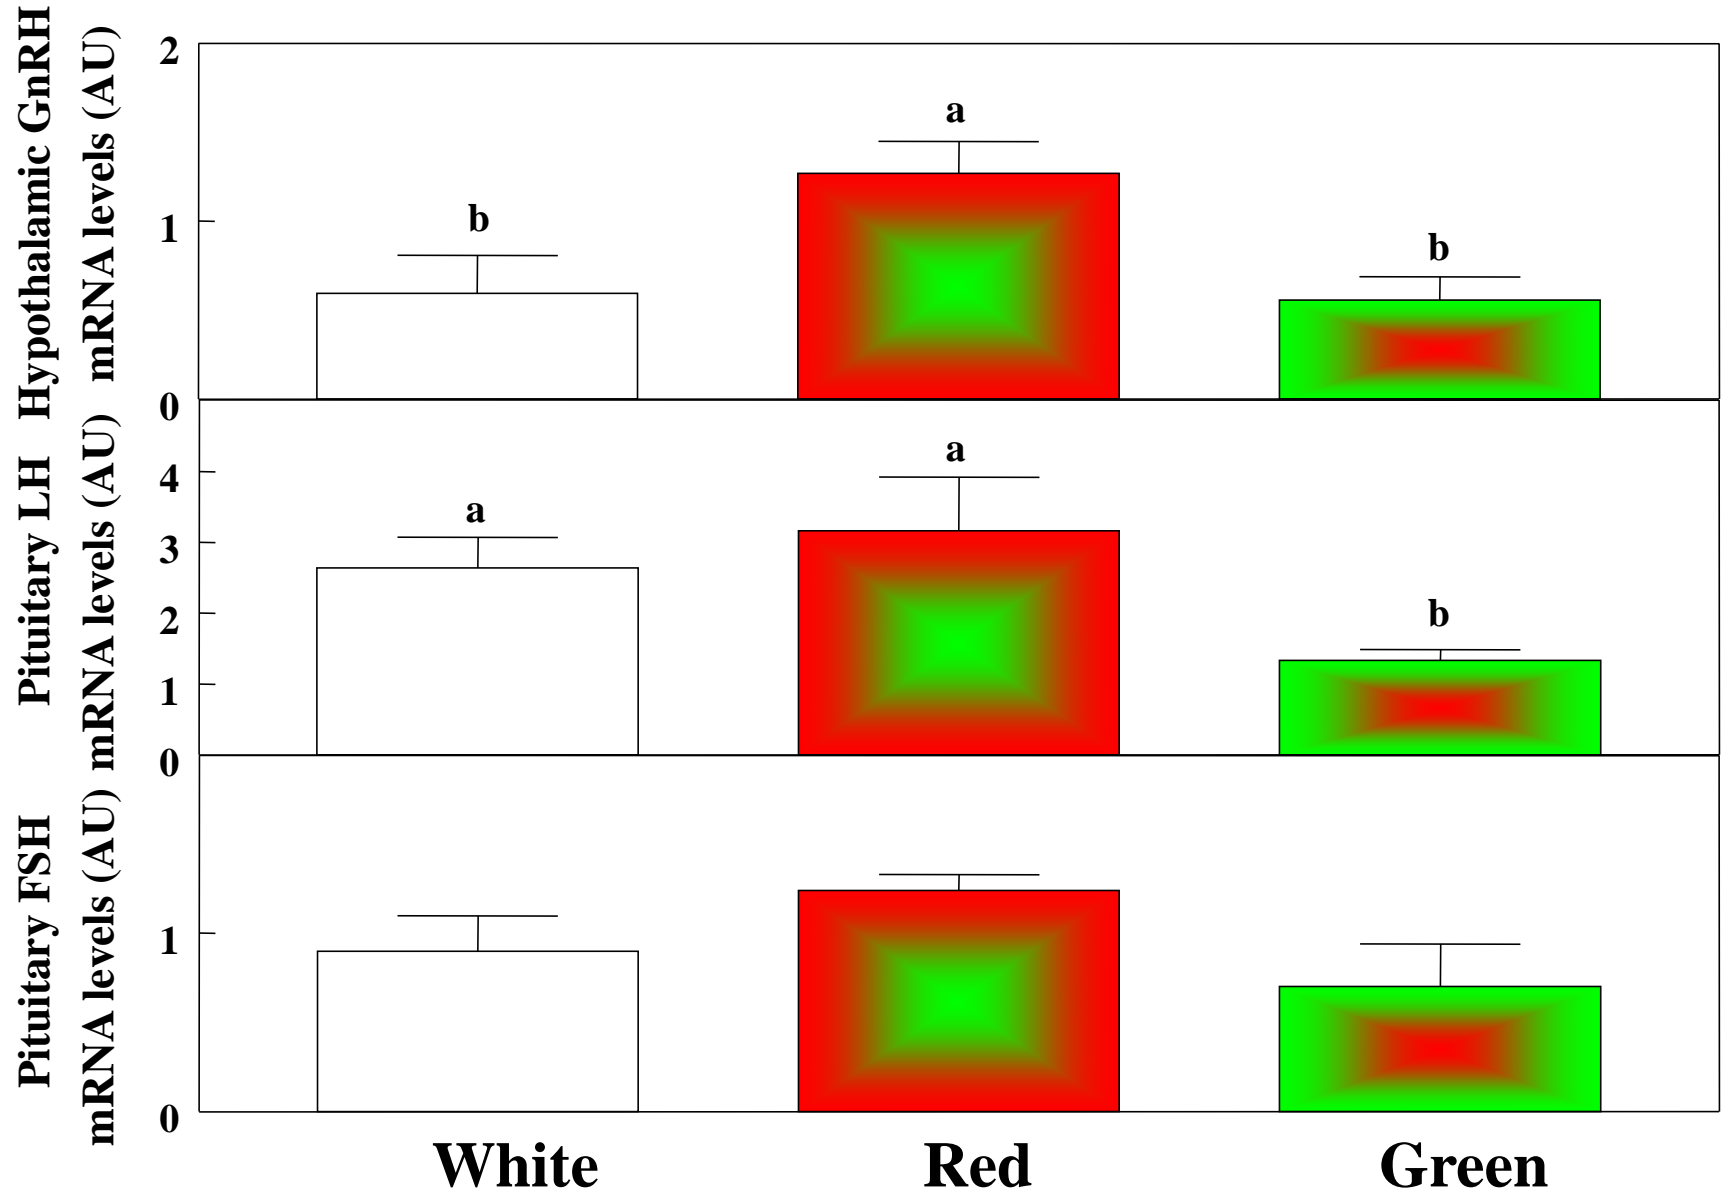 Hypothalamic GnRH
mRNA levels (AU)
2
1
0
b
a
b
Pituitary LH
mRNA levels (AU)
4
3
2
1
0
a
a
b
Pituitary FSH
mRNA levels (AU)
1
0
White Red Green